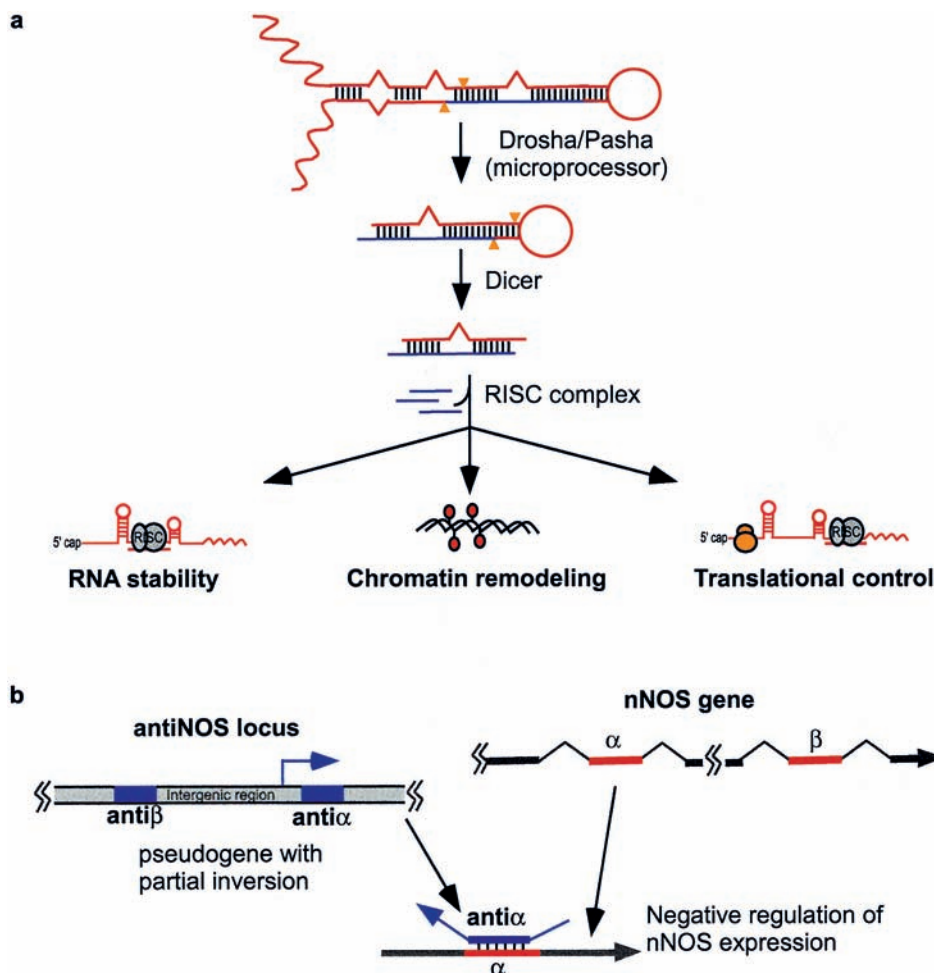 a
Drosha/Pasha
(microprocessor)
Dicer
RISC complex
5' cap
RISC
RNA stability
Chromatin remodeling
5' cap
RISC
Translational control
b
antiNOS locus
nNOS gene
α
β
Intergenic region
antiβ
antiα
pseudogene with
partial inversion
antiα
α
Negative regulation of
nNOS expression